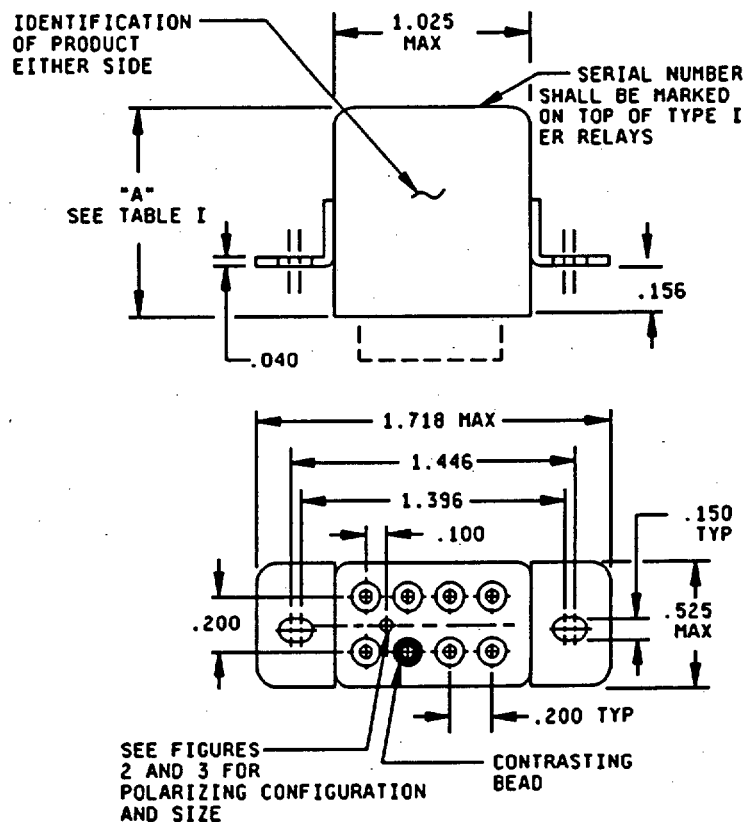 IDENTIFICATION
OF PRODUCT
EITHER SIDE
1.025
MAX
SERIAL NUMBER
SHALL BE MARKED
ON TOP OF TYPE I
ER RELAYS
"A"
SEE TABLE I
.156
.040
1.718 MAX
1.446
1.396
.100
.150
TYP
.200
.525
MAX
.200 TYP
SEE FIGURES
2 AND 3 FOR
POLARIZING CONFIGURATION
AND SIZE
CONTRASTING
BEAD